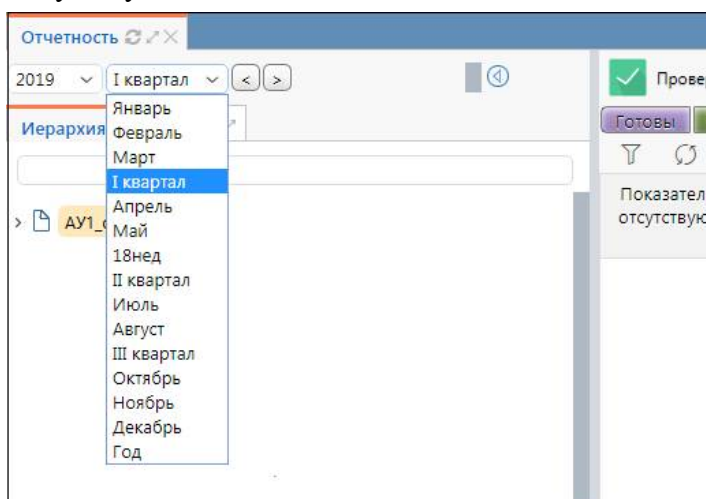 Отчетность
2019 I квартал < >
Провер
Иерархия
Готовы
Январь
Февраль
Март
I квартал
Апрель
Май
18нед
II квартал
Июль
Август
III квартал
Октябрь
Ноябрь
Декабрь
Год
АУ1_
Показател
отсутствую